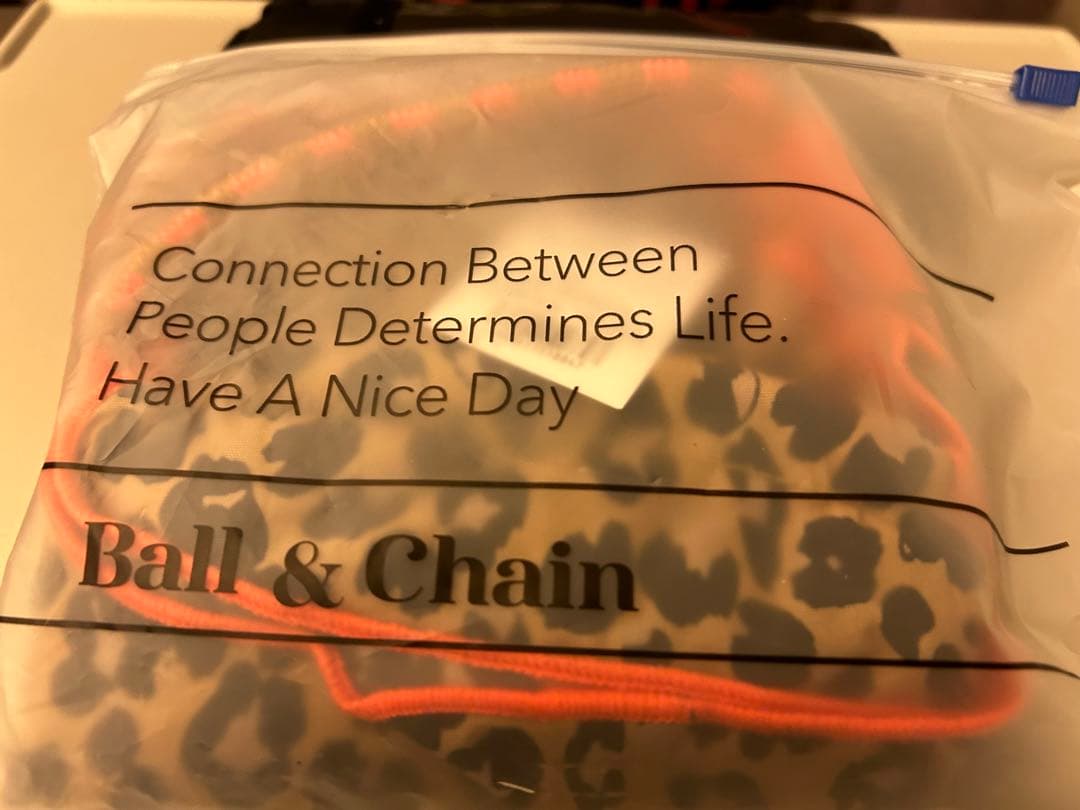 Connection Between
People Determines Life.
Have A Nice Day
Ball & Chain